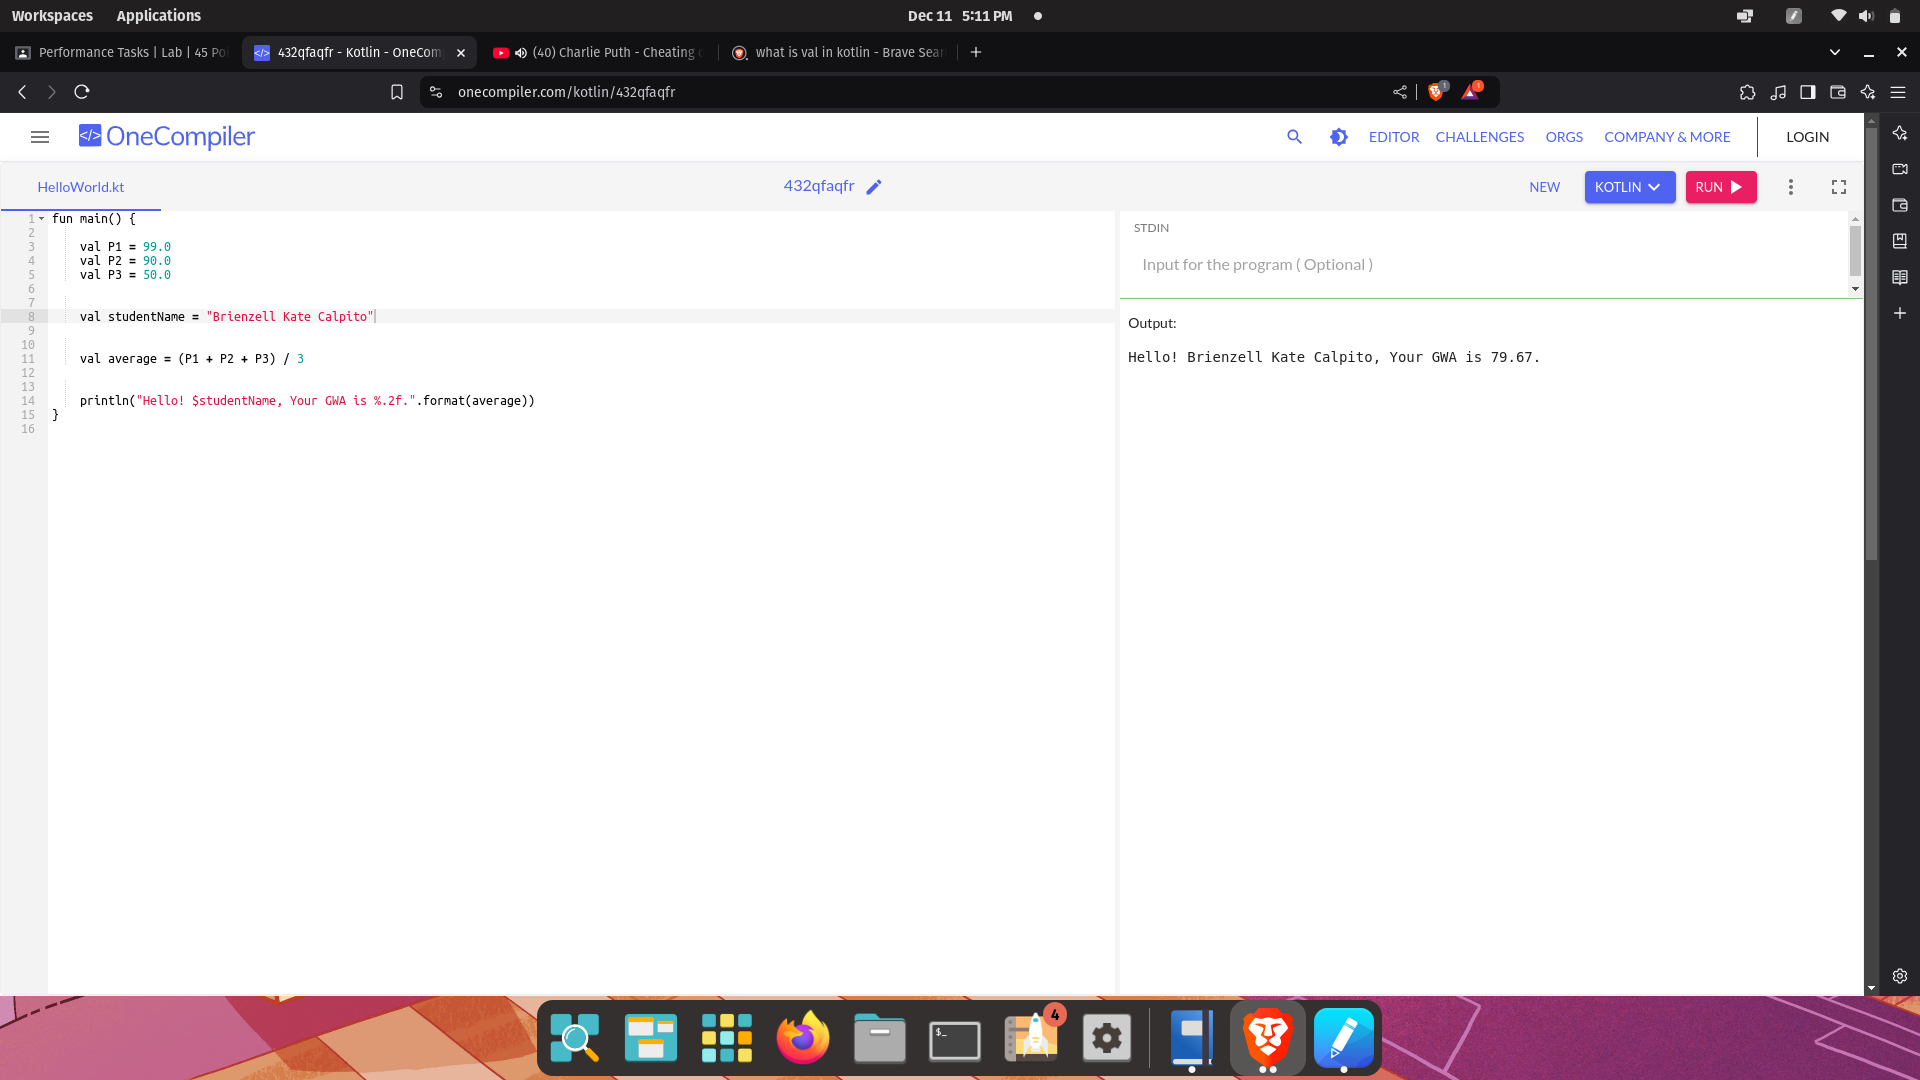 Workspaces Applications Dec 11 5:11 PM
Performance Tasks | Lab | 45 Po
432qfaqfr - Kotlin - OneCom
(40) Charlie Puth - Cheating
what is val in kotlin - Brave Sear
onecompiler.com/kotlin/432qfaqfr 1 1
</> OneCompiler EDITOR CHALLENGES ORGS COMPANY & MORE LOGIN
HelloWorld.kt 432qfaqfr NEW KOTLIN RUN
1 fun main() {
2
3 val P1 = 99.0
4 val P2 = 90.0
5 val P3 = 50.0
6
7
8 val studentName = "Brienzell Kate Calpito"
9
10
11 val average = (P1 + P2 + P3) / 3
12
13
14 println("Hello! $studentName, Your GWA is %.2f.".format(average))
15 }
16
STDIN
Input for the program ( Optional )
Output:
Hello! Brienzell Kate Calpito, Your GWA is 79.67.
$_
4